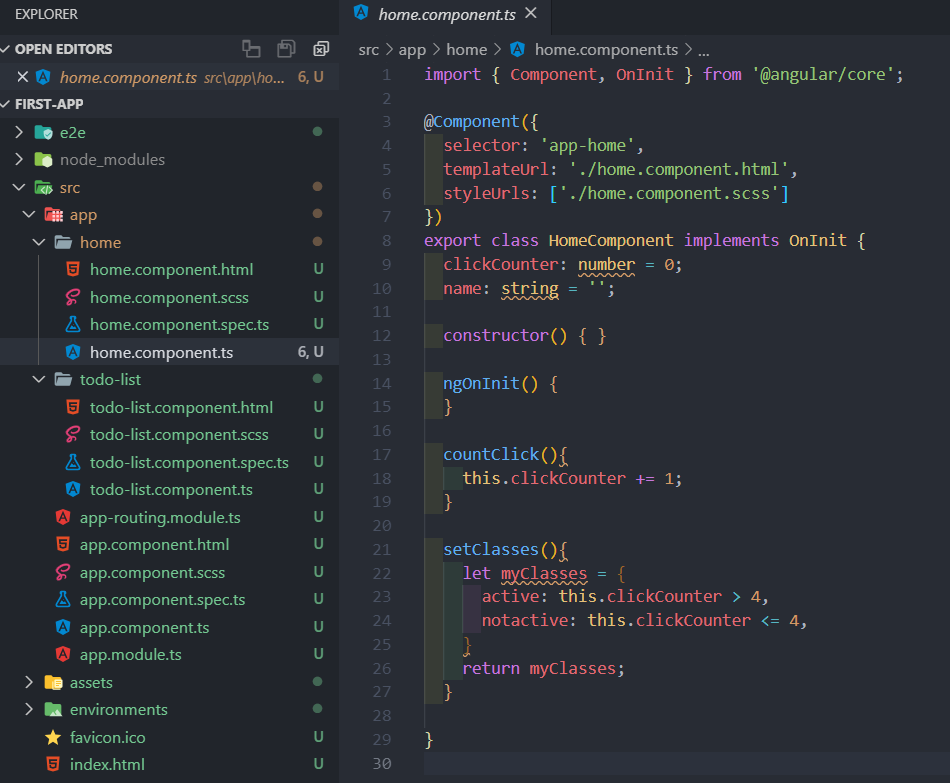 EXPLORER
OPEN EDITORS
home.component.ts src\app\ho... 6, U
FIRST-APP
e2e
node_modules
src
app
home
home.component.html U
home.component.scss U
home.component.spec.ts U
home.component.ts 6, U
todo-list
todo-list.component.html U
todo-list.component.scss U
todo-list.component.spec.ts U
todo-list.component.ts U
app-routing.module.ts U
app.component.html U
app.component.scss U
app.component.spec.ts U
app.component.ts U
app.module.ts U
assets
environments
favicon.ico U
index.html U
home.component.ts
src > app > home > home.component.ts > ...
1 import { Component, OnInit } from '@angular/core';
2
3 @Component({
4 selector: 'app-home',
5 templateUrl: './home.component.html',
6 styleUrls: ['./home.component.scss']
7 })
8 export class HomeComponent implements OnInit {
9 clickCounter: number = 0;
10 name: string = '';
11
12 constructor() { }
13
14 ngOnInit() {
15 }
16
17 countClick(){
18 this.clickCounter += 1;
19 }
20
21 setClasses(){
22 let myClasses = {
23 active: this.clickCounter > 4,
24 notactive: this.clickCounter <= 4,
25 }
26 return myClasses;
27 }
28
29 }
30